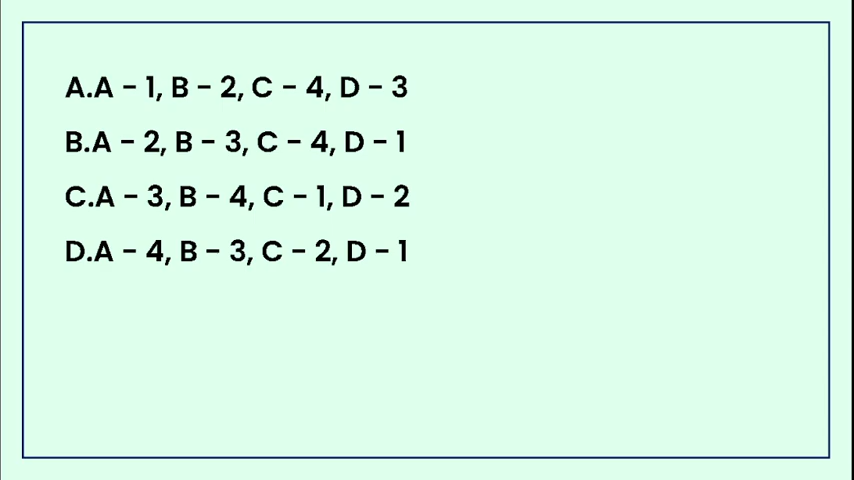 A.A - 1, B - 2, C - 4, D - 3
B.A - 2, B - 3, C - 4, D - 1
C.A - 3, B - 4, C - 1, D - 2
D.A - 4, B - 3, C - 2, D - 1